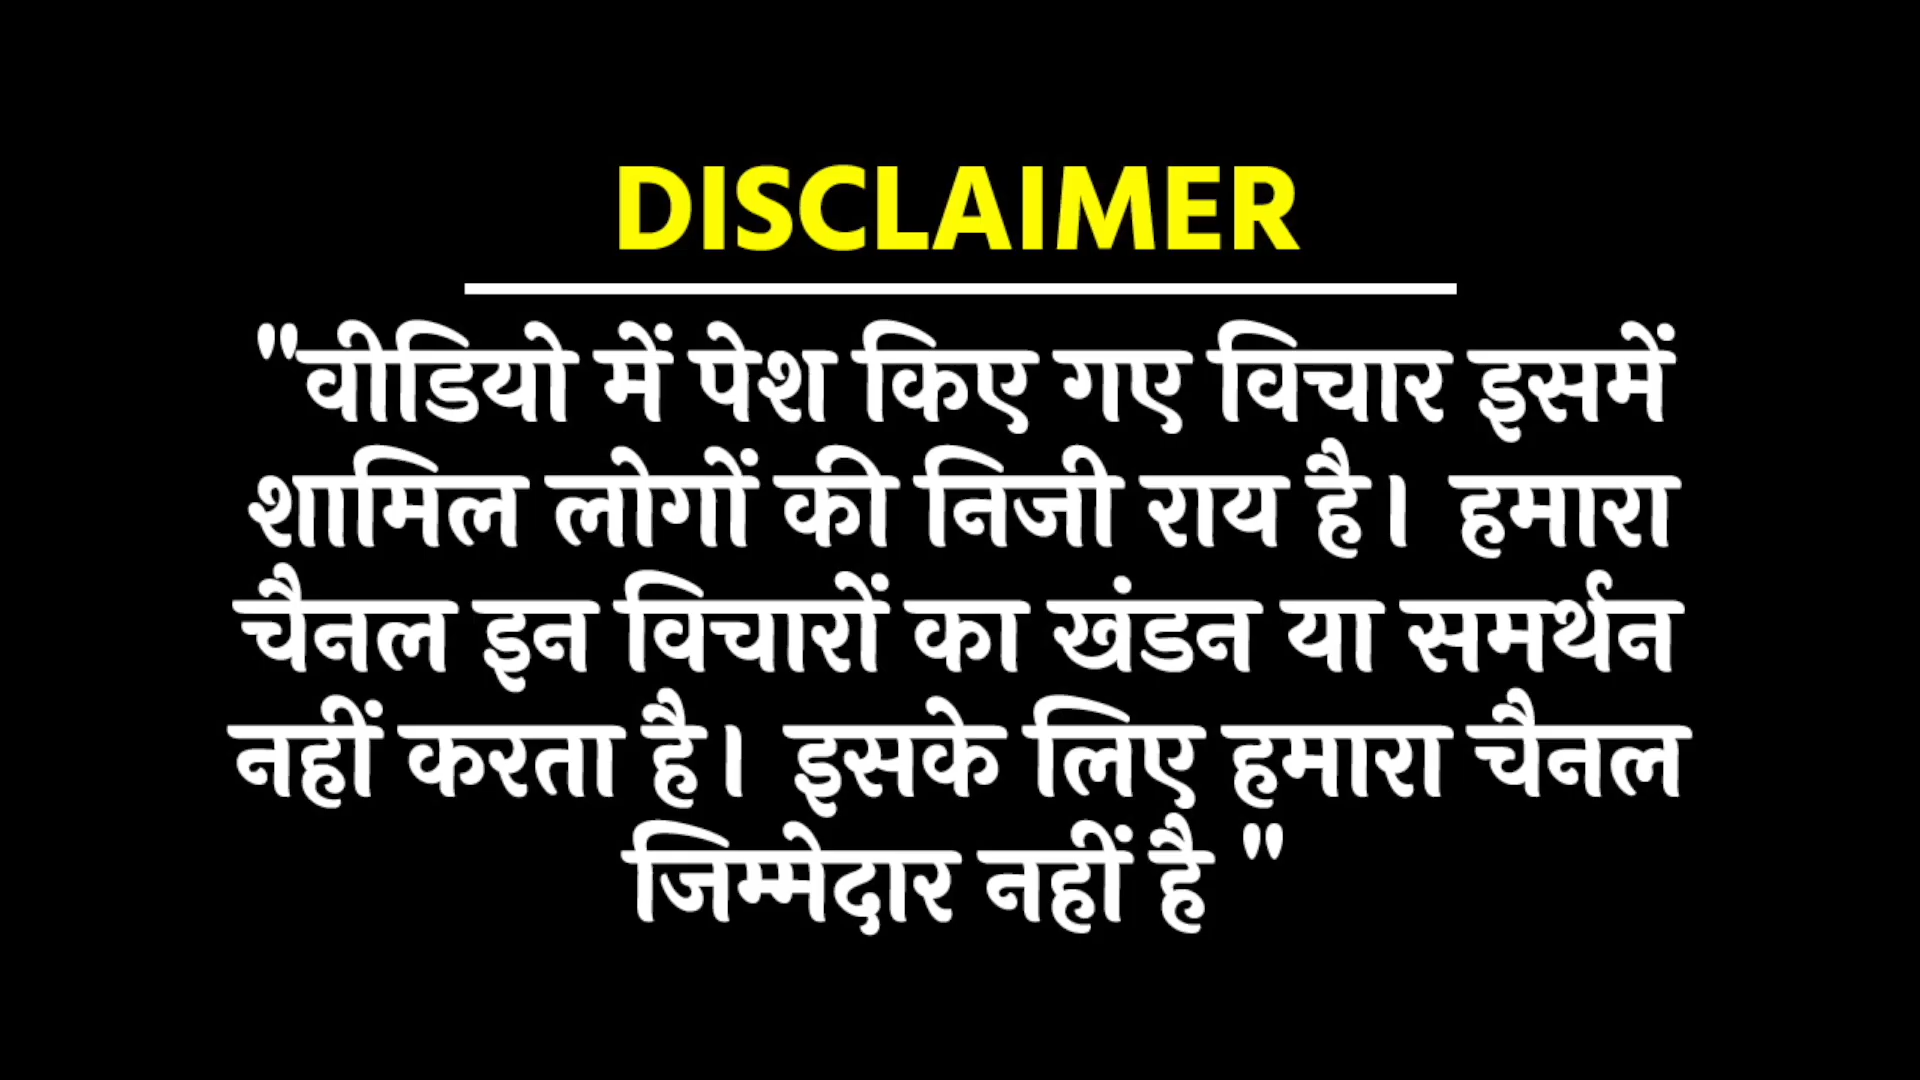 DISCLAIMER
"वीडियो में पेश किए गए विचार इसमें
शामिल लोगों की निजी राय है। हमारा
चैनल इन विचारों का खंडन या समर्थन
नहीं करता है। इसके लिए हमारा चैनल
जिम्मेदार नहीं है "